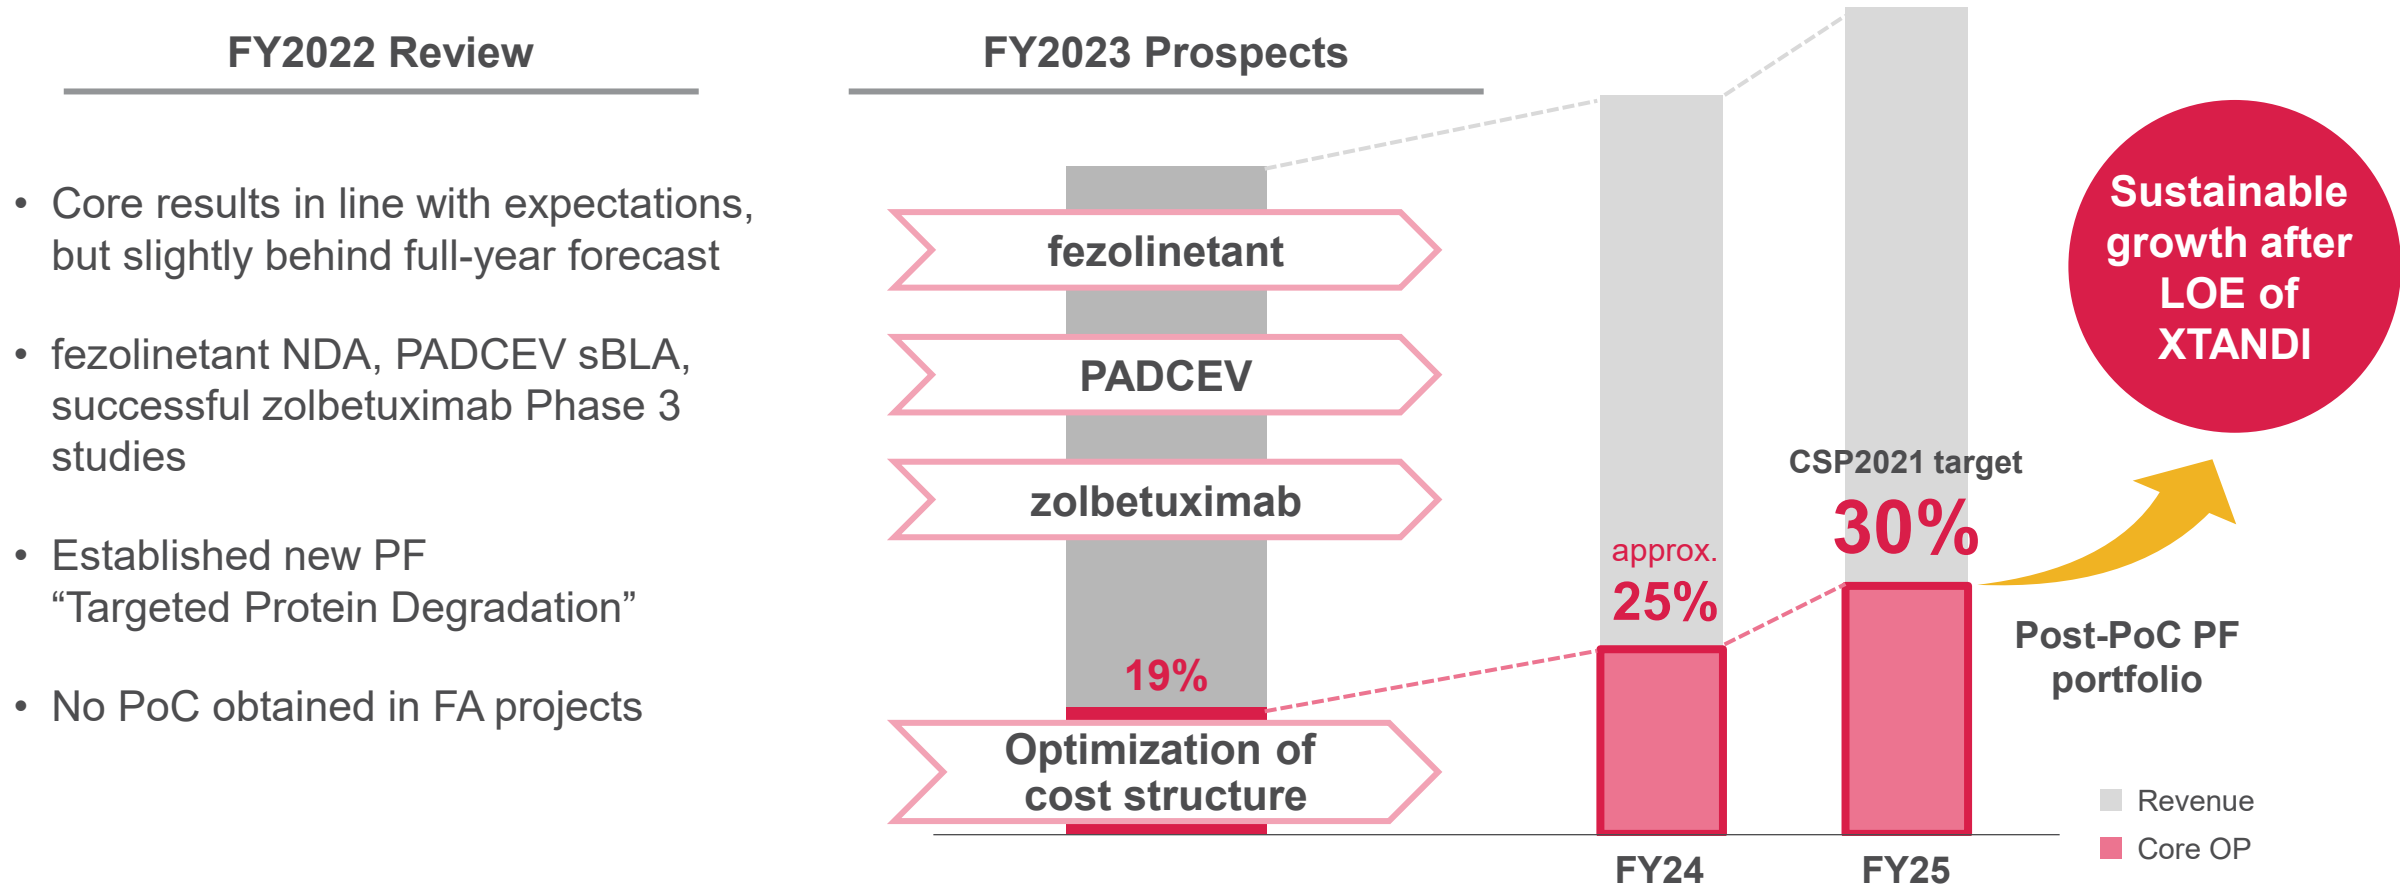 FY2022 Review
• Core results in line with expectations,
but slightly behind full-year forecast
• fezolinetant NDA, PADCEV sBLA,
successful zolbetuximab Phase 3
studies
• Established new PF
“Targeted Protein Degradation”
• No PoC obtained in FA projects
FY2023 Prospects
fezolinetant
PADCEV
zolbetuximab
19%
Optimization of
cost structure
approx.
25%
FY24
CSP2021 target
30%
FY25
Sustainable
growth after
LOE of
XTANDI
Post-PoC PF
portfolio
Revenue
Core OP